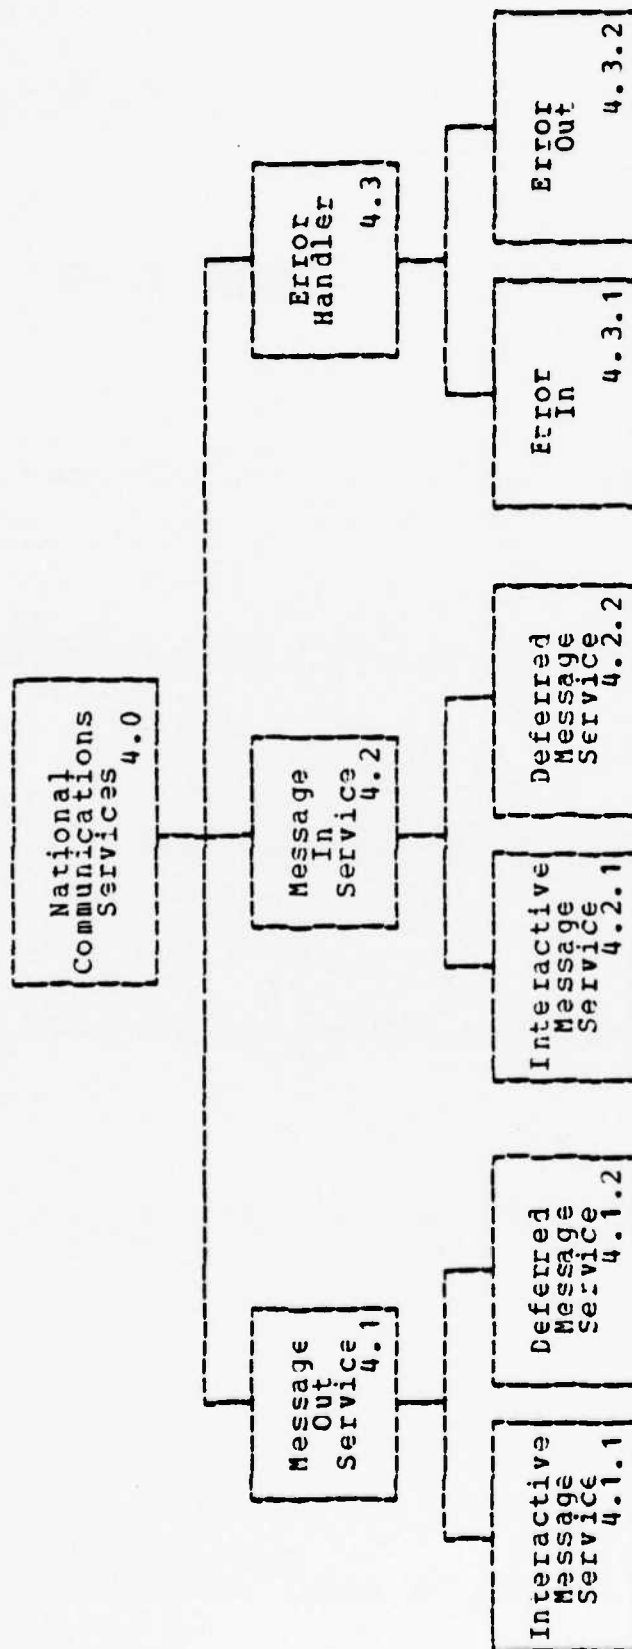 National
Communications
Services
4.0
Message
Out
Service
4.1
Message
In
Service
4.2
Error
Handler
4.3
Interactive
Message
Service
4.1.1
Deferred
Message
Service
4.1.2
Interactive
Message
Service
4.2.1
Deferred
Message
Service
4.2.2
Error
In
4.3.1
Error
Out
4.3.2